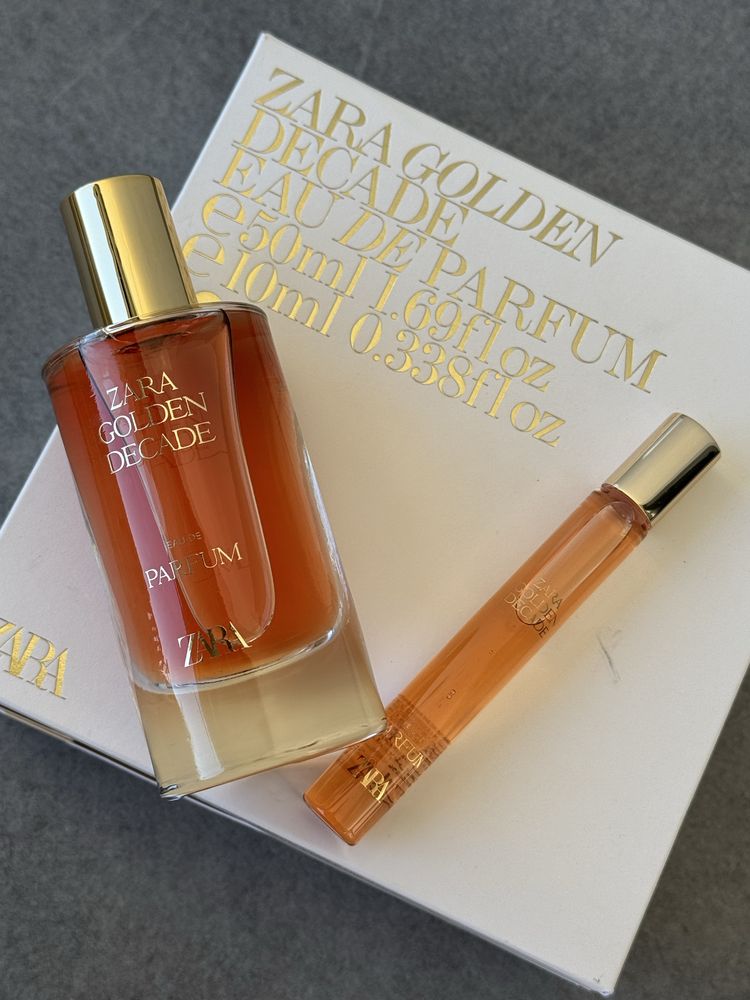 ZARA GOLDEN
DECADE
EAU DE PARFUM
℮50ml 1.69fl oz
℮10ml 0.338fl oz
ZARA
ZARA
GOLDEN
DECADE
EAU DE
PARFUM
ZARA
ZARA
GOLDEN
DECADE
PARFUM
ZARA